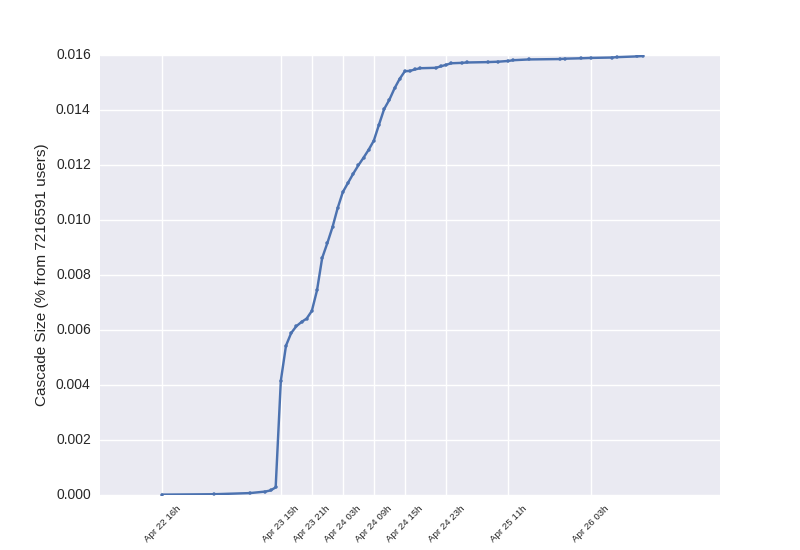 0.016
0.014
0.012
0.010
0.008
0.006
0.004
0.002
0.000
Cascade Size (% from 7216591 users)
Apr 22 16h
Apr 23 15h
Apr 23 21h
Apr 24 03h
Apr 24 09h
Apr 24 15h
Apr 24 23h
Apr 25 11h
Apr 26 03h